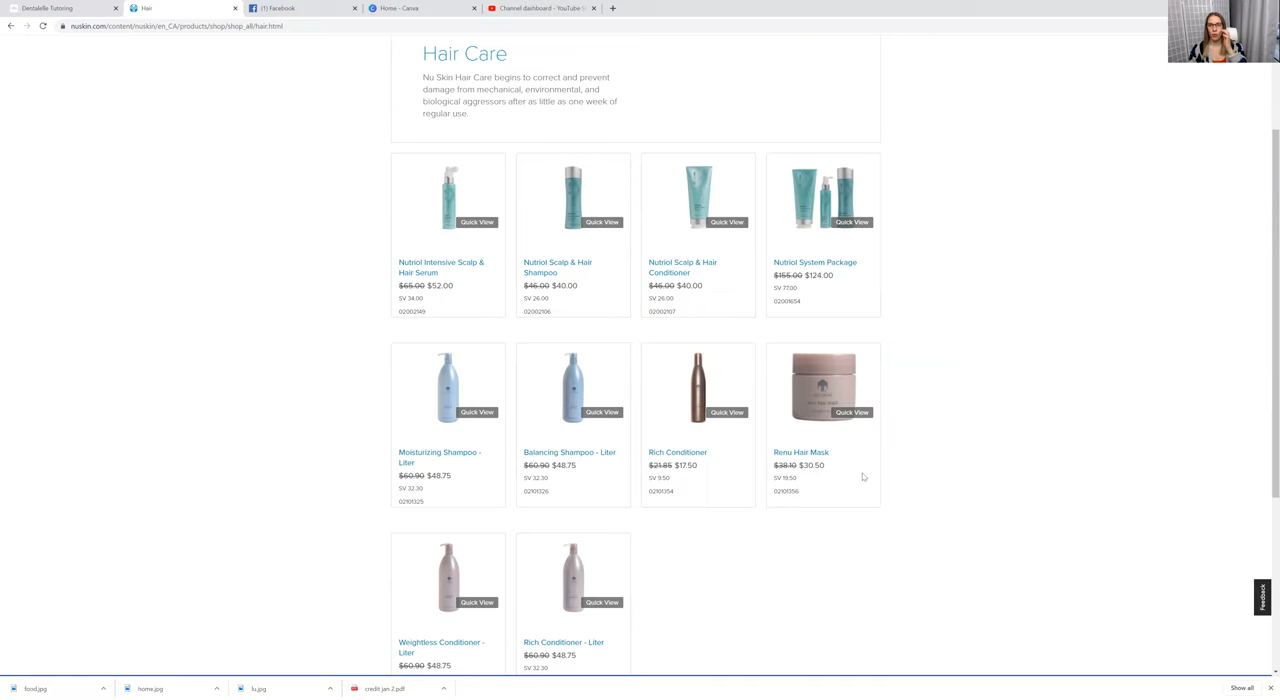 Dentalelle Tutoring
Hair
(1) Facebook
Home - Canva
Channel dashboard - YouTube St
nuskin.com/content/nuskin/en_CA/products/shop/shop_all/hair.html
Hair Care
Nu Skin Hair Care begins to correct and prevent
damage from mechanical, environmental, and
biological aggressors after as little as one week of
regular use.
Quick View
Quick View
Quick View
Quick View
Nutriol Intensive Scalp &
Hair Serum
$65.00 $52.00
SV 34.00
02002149
Nutriol Scalp & Hair
Shampoo
$46.00 $40.00
SV 26.00
02002106
Nutriol Scalp & Hair
Conditioner
$46.00 $40.00
SV 26.00
02002107
Nutriol System Package
$155.00 $124.00
SV 77.00
02001654
Quick View
Quick View
Quick View
Quick View
Moisturizing Shampoo -
Liter
$60.90 $48.75
SV 32.30
02101325
Balancing Shampoo - Liter
$60.90 $48.75
SV 32.30
02101326
Rich Conditioner
$21.85 $17.50
SV 9.50
02101354
Renu Hair Mask
$38.10 $30.50
SV 19.50
02101356
Quick View
Quick View
Weightless Conditioner -
Liter
$60.90 $48.75
Rich Conditioner - Liter
$60.90 $48.75
SV 32.30
Feedback
food.jpg
home.jpg
lu.jpg
credit jan 2.pdf
Show all